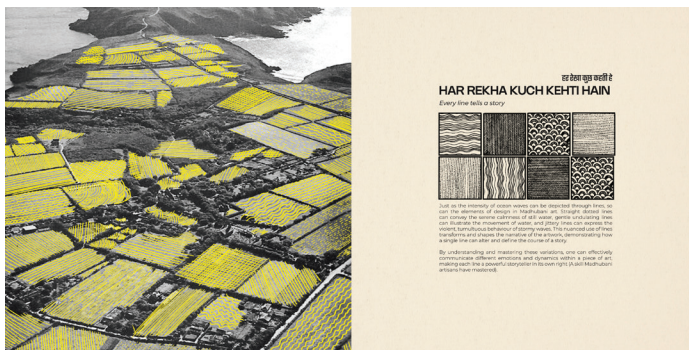 हर रेखा कुछ कहती है
HAR REKHA KUCH KEHTI HAIN
Every line tells a story
Just as the intensity of ocean waves can be depicted through lines, so
can the elements of design in Madhubani art. Straight dotted lines
can convey the serene calmness of still water, gentle undulating lines
can illustrate the movement of water, and jittery lines can express the
violent, tumultuous behaviour of stormy waves. This nuanced use of lines
transforms and shapes the narrative of the artwork, demonstrating how
a single line can alter and define the course of a story.
By understanding and mastering these variations, one can effectively
communicate different emotions and dynamics within a piece of art,
making each line a powerful storyteller in its own right. (A skill Madhubani
artisans have mastered).